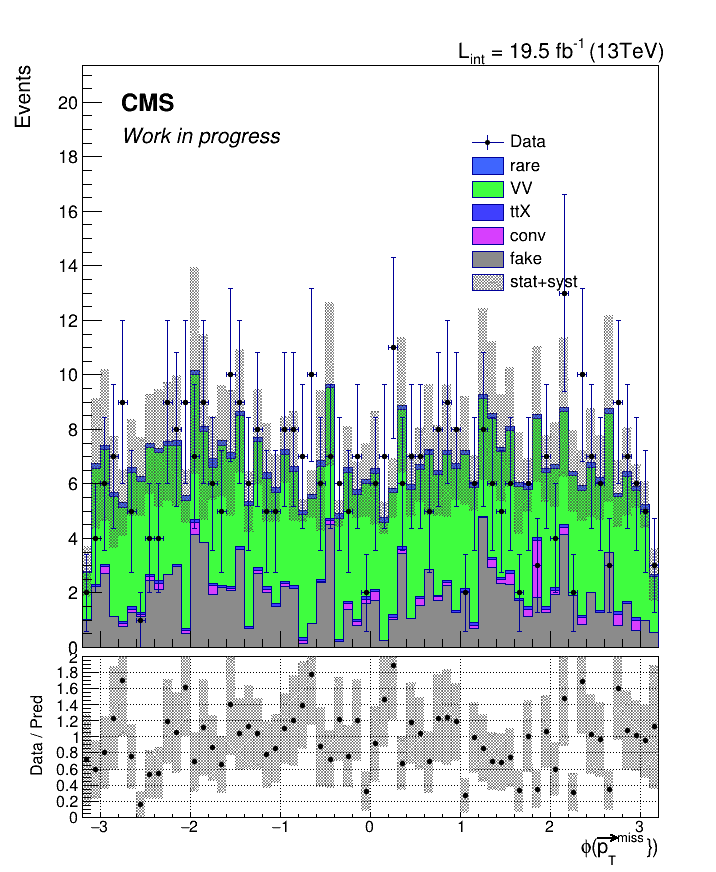 L_int = 19.5 fb^-1 (13TeV)
Events
CMS
Work in progress
Data
rare
VV
ttX
conv
fake
stat+syst
20
18
16
14
12
10
8
6
4
2
0
Data / Pred
2
1.8
1.6
1.4
1.2
1
0.8
0.6
0.4
0.2
0
−3 −2 −1 0 1 2 3
ϕ(p⃗_T^miss })